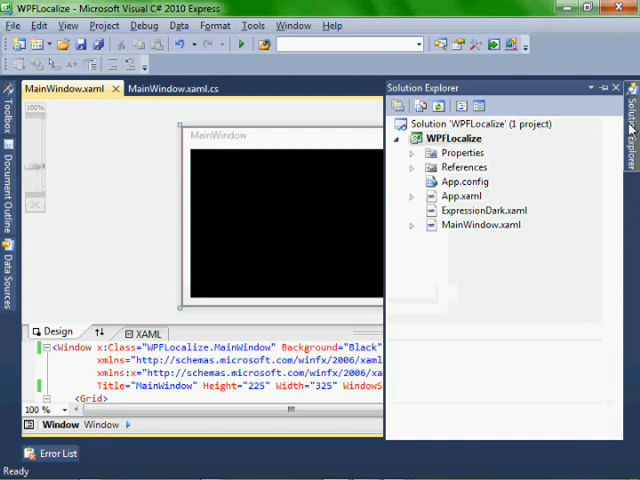 WPFLocalize - Microsoft Visual C# 2010 Express
File Edit View Project Debug Data Format Tools Window Help
MainWindow.xaml MainWindow.xaml.cs
Solution Explorer
100%
Solution 'WPFLocalize' (1 project)
WPFLocalize
Properties
References
App.config
App.xaml
ExpressionDark.xaml
MainWindow.xaml
Toolbox
Document Outline
Data Sources
Solution Explorer
MainWindow
Design XAML
<Window x:Class="WPFLocalize.MainWindow" Background="Black"
xmlns="http://schemas.microsoft.com/winfx/2006/xaml
xmlns:x="http://schemas.microsoft.com/winfx/2006/xa
Title="MainWindow" Height="225" Width="325" WindowS
<Grid>
100 %
Window Window
Error List
Ready